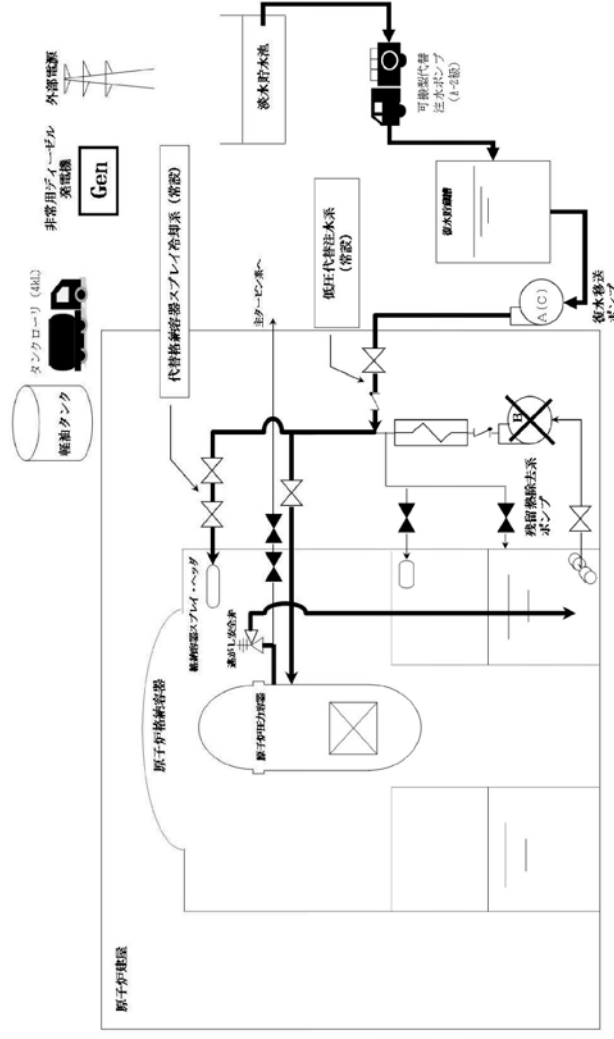 原子炉建屋
原子炉格納容器
原子炉圧力容器
逃がし安全弁
格納容器スプレイ・ヘッダ
主タービン系へ
軽油タンク
タンクローリ (4kL)
代替格納容器スプレイ冷却系 (常設)
非常用ディーゼル
発電機
Gen
外部電源
低圧代替注水系
(常設)
淡水貯水池
可搬型代替
注水ポンプ
(A-2級)
復水貯蔵槽
A(C)
復水移送
ポンプ
B
残留熱除去系
ポンプ